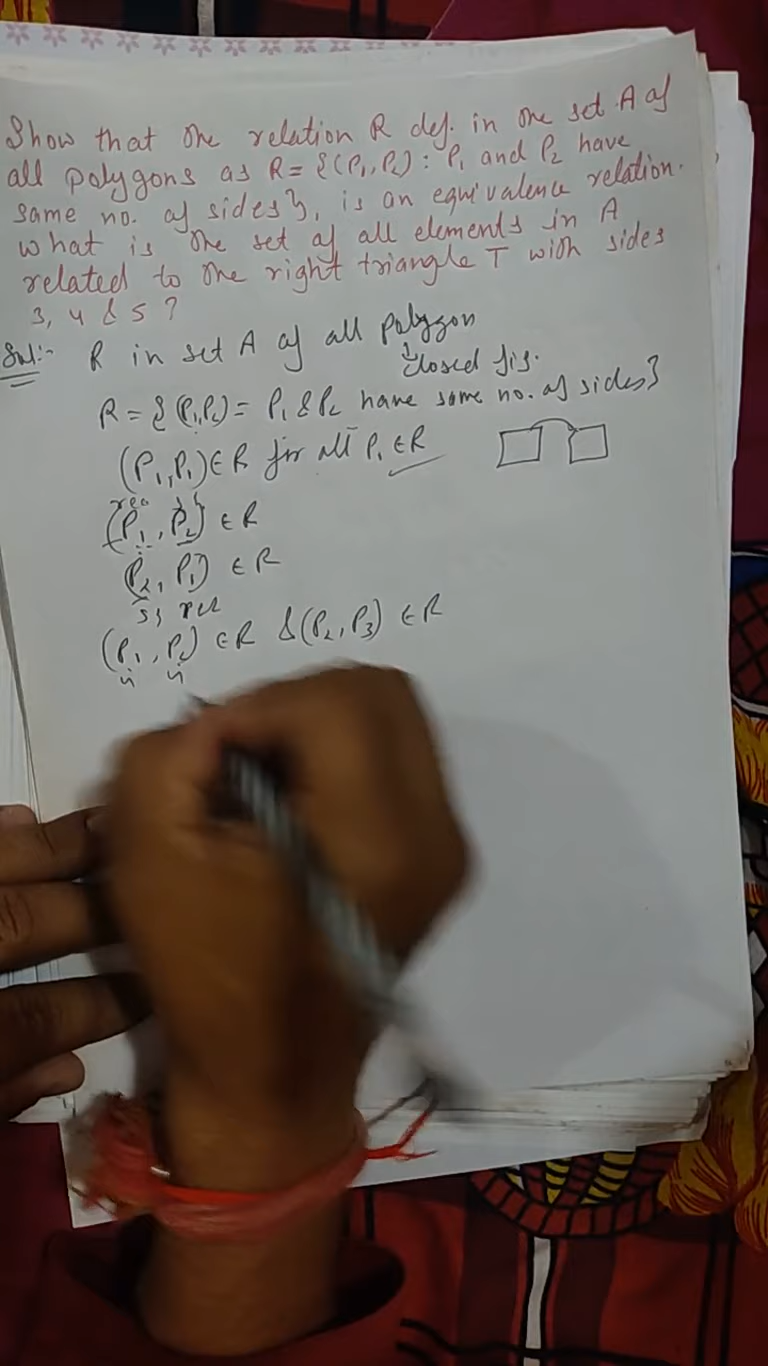 Show that the relation R def. in the set A of
all polygons as R = {(P₁, P₂) : P₁ and P₂ have
same no. of sides}, is an equivalence relation.
what is the set of all elements in A
related to the right triangle T with sides
3, 4 & 5 ?
Sol:- R in set A of all polygon
closed fig.
R = { (P₁,P₂) = P₁ & P₂ have same no. of sides}
(P₁,P₁) ∈ R for all P₁ ∈ R
(P₁, P₂) ∈ R
(P₂, P₁) ∈ R
(P₁, P₂) ∈ R & (P₂, P₃) ∈ R